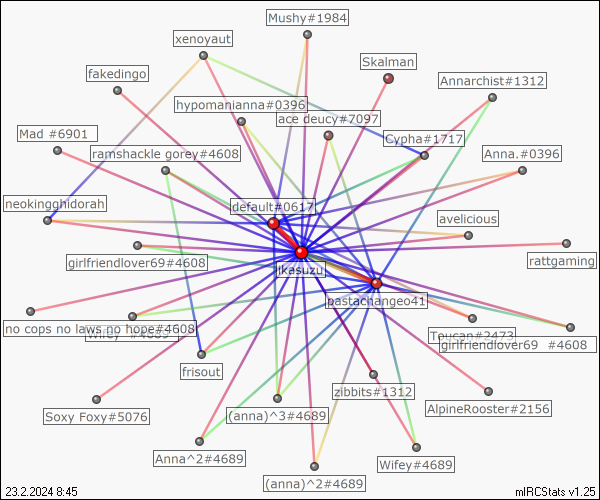 Mushy#1984
xenoyaut
Skalman
fakedingo
Annarchist#1312
hypomanianna#0396
ace deucy#7097
Mad #6901
Cypha#1717
ramshackle gorey#4608
Anna.#0396
neokingghidorah
default#0617
avelicious
girlfriendlover69#4608
jkasuzu
rattgaming
pastachangeo41
no cops no laws no hope#4608
Wifey #4689
Toucan#2473
girlfriendlover69 #4608
frisout
zibbits#1312
Soxy Foxy#5076
(anna)^3#4689
AlpineRooster#2156
Anna^2#4689
Wifey#4689
(anna)^2#4689
23.2.2024 8:45
mIRCStats v1.25